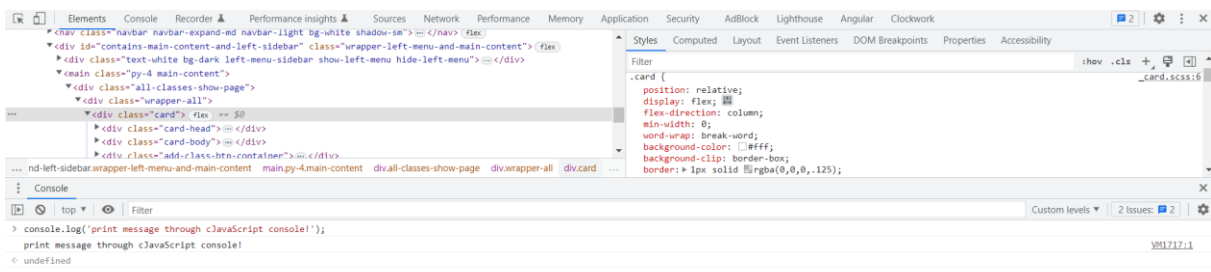 Elements Console Recorder Performance insights Sources Network Performance Memory Application Security AdBlock Lighthouse Angular Clockwork 2
<nav class="navbar navbar-expand-md navbar-light bg-white shadow-sm">…</nav> flex
<div id="contains-main-content-and-left-sidebar" class="wrapper-left-menu-and-main-content"> flex
<div class="text-white bg-dark left-menu-sidebar show-left-menu hide-left-menu">…</div>
<main class="py-4 main-content">
<div class="all-classes-show-page">
<div class="wrapper-all">
... <div class="card"> flex == $0
<div class="card-head">…</div>
<div class="card-body">…</div>
<div class="add-class-btn-container">…</div>
... nd-left-sidebar.wrapper-left-menu-and-main-content main.py-4.main-content div.all-classes-show-page div.wrapper-all div.card ...
Styles Computed Layout Event Listeners DOM Breakpoints Properties Accessibility
Filter :hov .cls +
.card { _card.scss:6
position: relative;
display: flex;
flex-direction: column;
min-width: 0;
word-wrap: break-word;
background-color: #fff;
background-clip: border-box;
border: 1px solid rgba(0,0,0,.125);
Console
top Filter Custom levels 2 Issues: 2
> console.log('print message through cJavaScript console!');
print message through cJavaScript console! VM1717:1
undefined